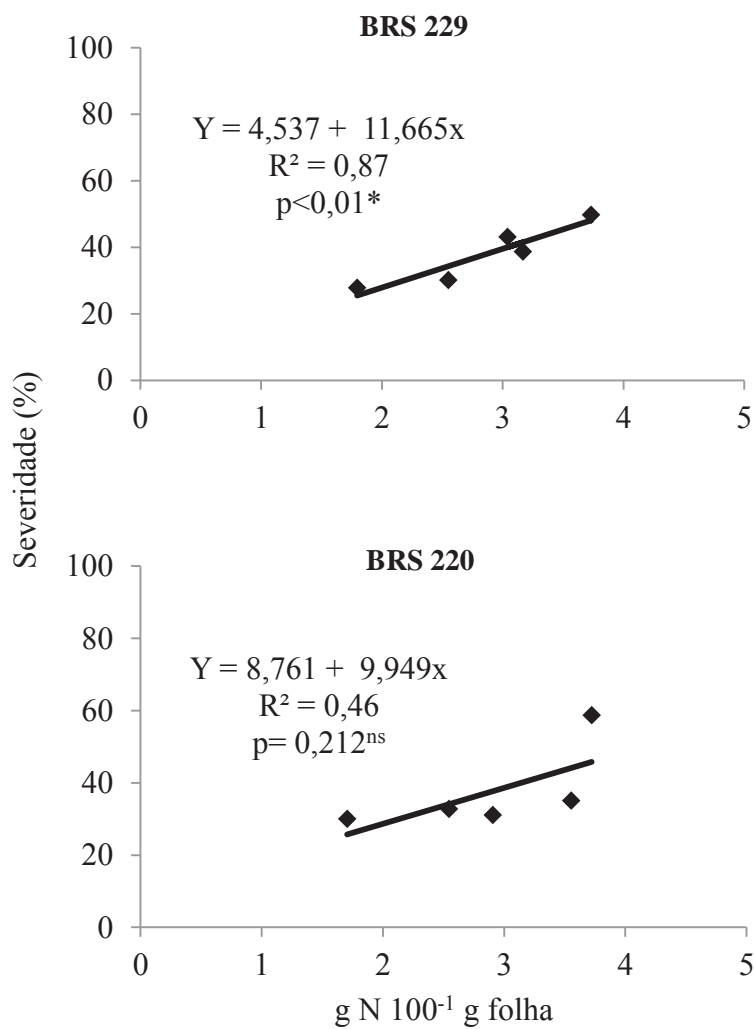 BRS 229
100
80
60
40
20
0
Y = 4,537 + 11,665x
R² = 0,87
p<0,01*
0 1 2 3 4 5
Severidade (%)
BRS 220
100
80
60
40
20
0
Y = 8,761 + 9,949x
R² = 0,46
p= 0,212ⁿˢ
0 1 2 3 4 5
g N 100⁻¹ g folha